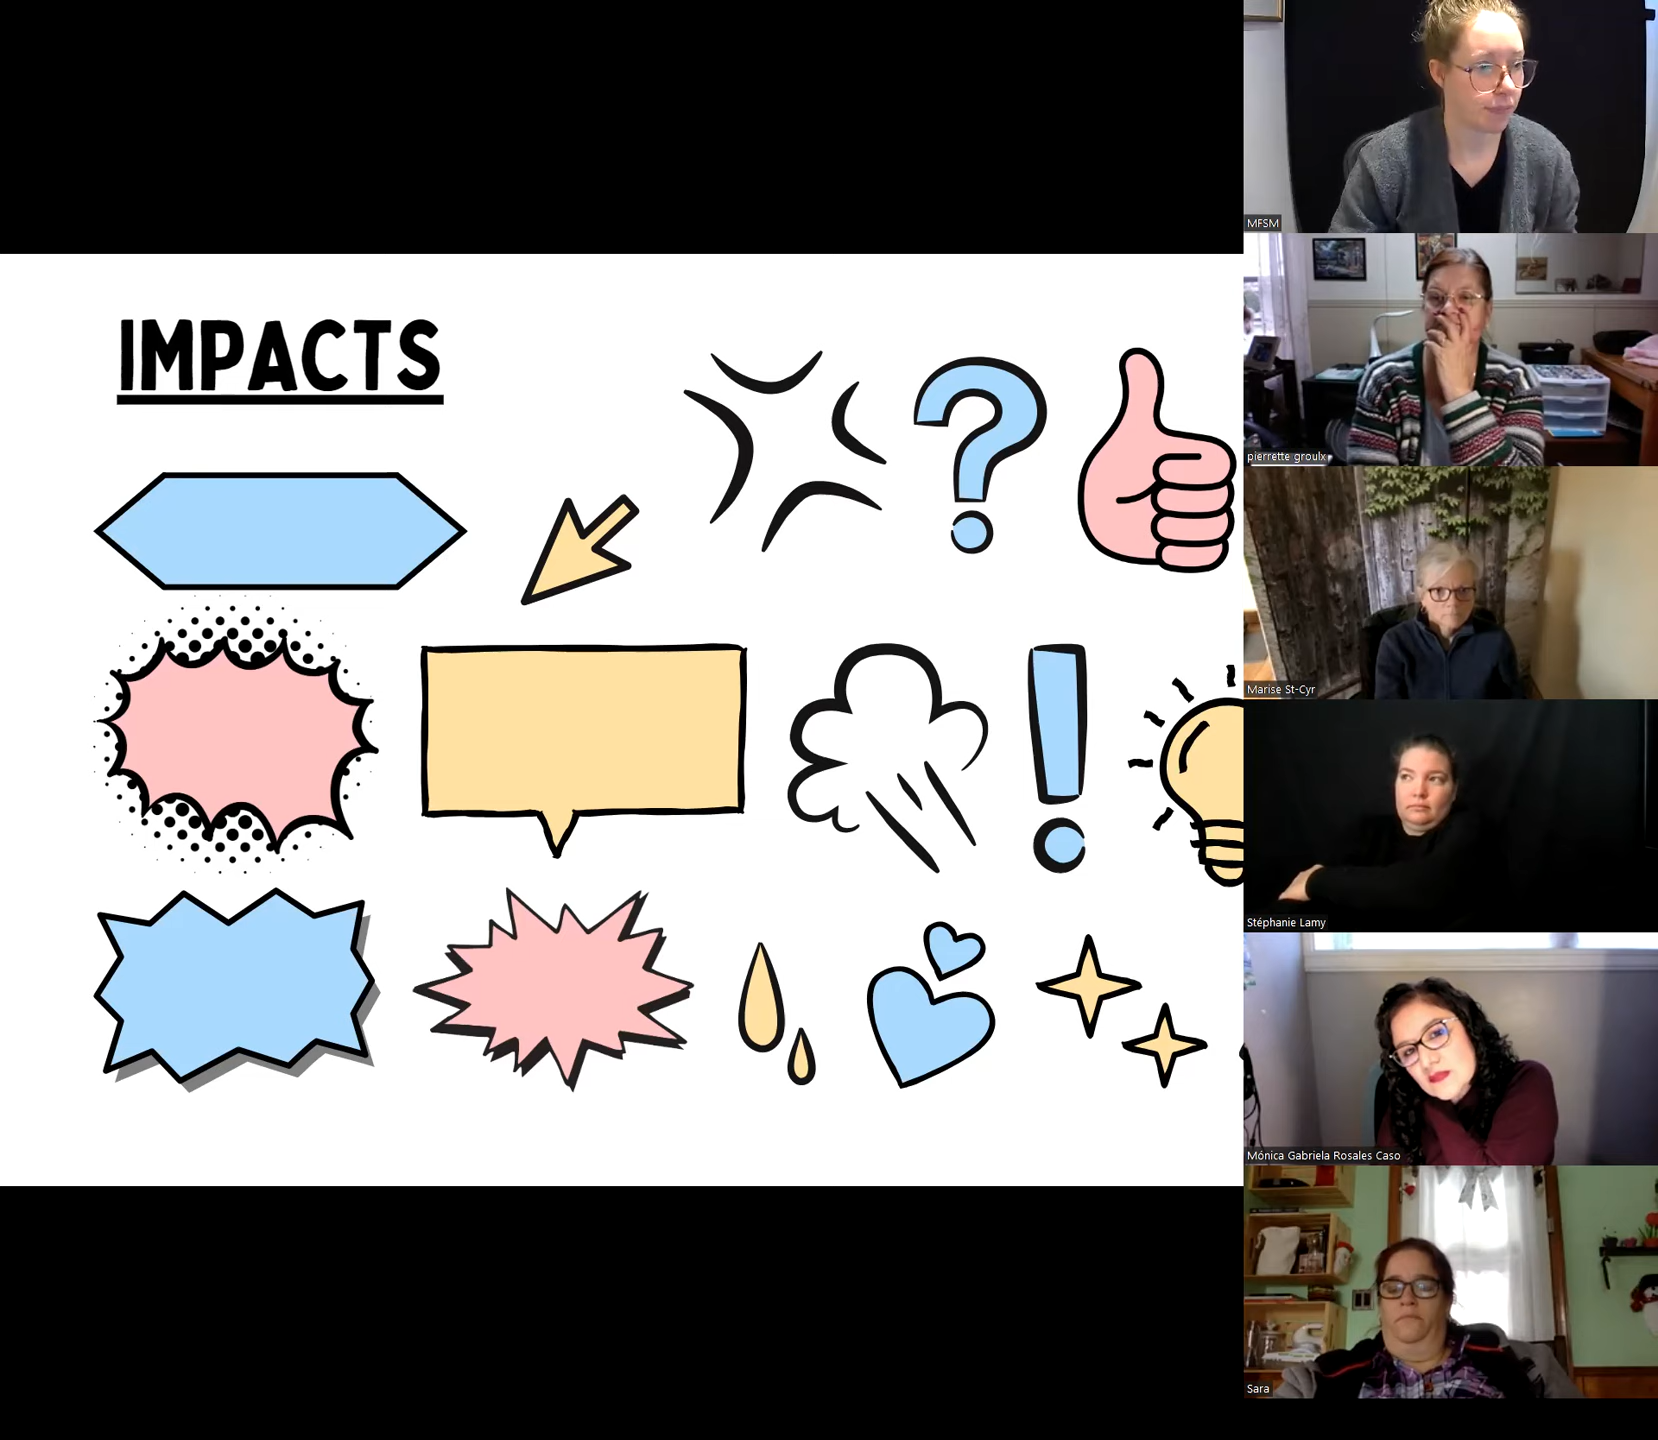 IMPACTS
MFSM
pierrette groulx
Marise St-Cyr
Stéphanie Lamy
Mónica Gabriela Rosales Caso
Sara